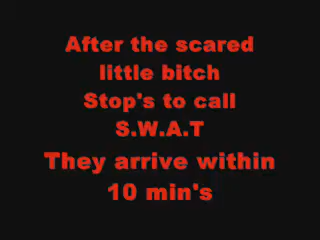 After the scared
little bitch
Stop's to call
S.W.A.T
They arrive within
10 min's